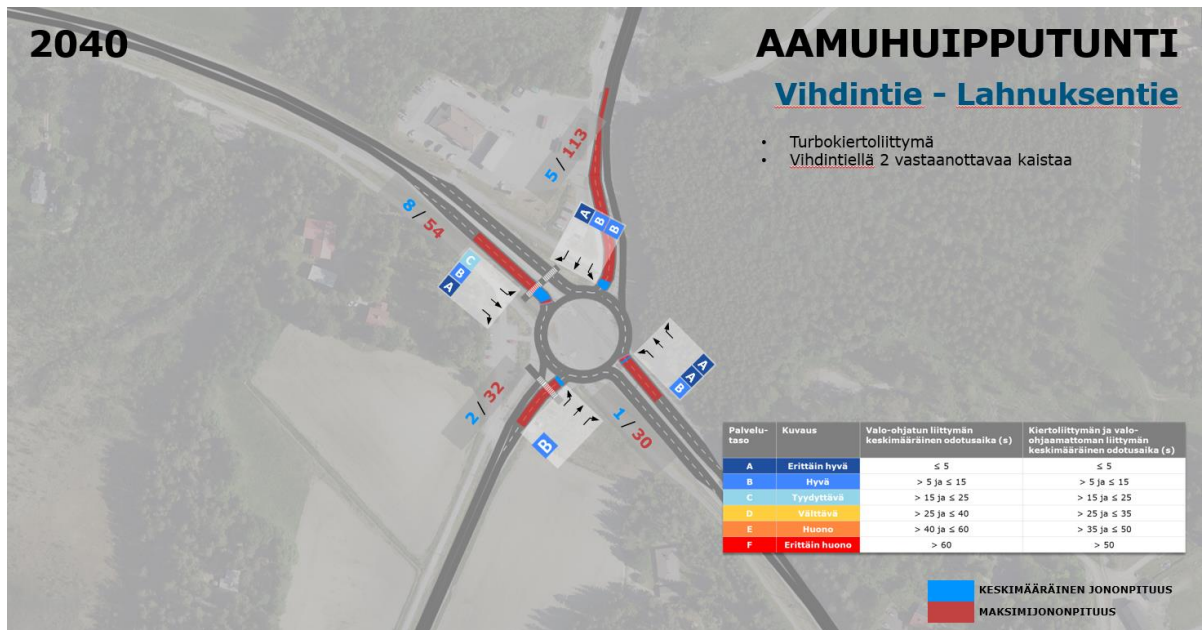 2040
AAMUHUIPPUTUNTI
Vihdintie - Lahnuksentie
• Turbokiertoliittymä
• Vihdintiellä 2 vastaanottavaa kaistaa
5 / 113
8 / 54
A B B
C
B
A
A
A
B
2 / 32
1 / 30
B
Palvelu-
taso
Kuvaus
Valo-ohjatun liittymän
keskimääräinen odotusaika (s)
Kiertoliittymän ja valo-
ohjaamattoman liittymän
keskimääräinen odotusaika (s)
A Erittäin hyvä ≤ 5 ≤ 5
B Hyvä > 5 ja ≤ 15 > 5 ja ≤ 15
C Tyydyttävä > 15 ja ≤ 25 > 15 ja ≤ 25
D Välttävä > 25 ja ≤ 40 > 25 ja ≤ 35
E Huono > 40 ja ≤ 60 > 35 ja ≤ 50
F Erittäin huono > 60 > 50
KESKIMÄÄRÄINEN JONONPITUUS
MAKSIMIJONONPITUUS